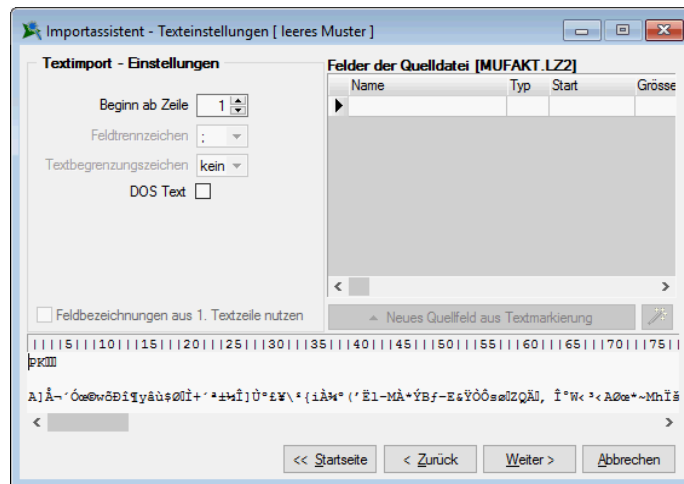 Importassistent - Texteinstellungen [ leeres Muster ]
Textimport - Einstellungen
Beginn ab Zeile 1
Feldtrennzeichen ;
Textbegrenzungszeichen kein
DOS Text
Feldbezeichnungen aus 1. Textzeile nutzen
Felder der Quelldatei [MUFAKT.LZ2]
Name Typ Start Grösse
Neues Quellfeld aus Textmarkierung
||||5|||10|||15|||20|||25|||30|||35|||40|||45|||50|||55|||60|||65|||70|||75||
PK
<< Startseite < Zurück Weiter > Abbrechen